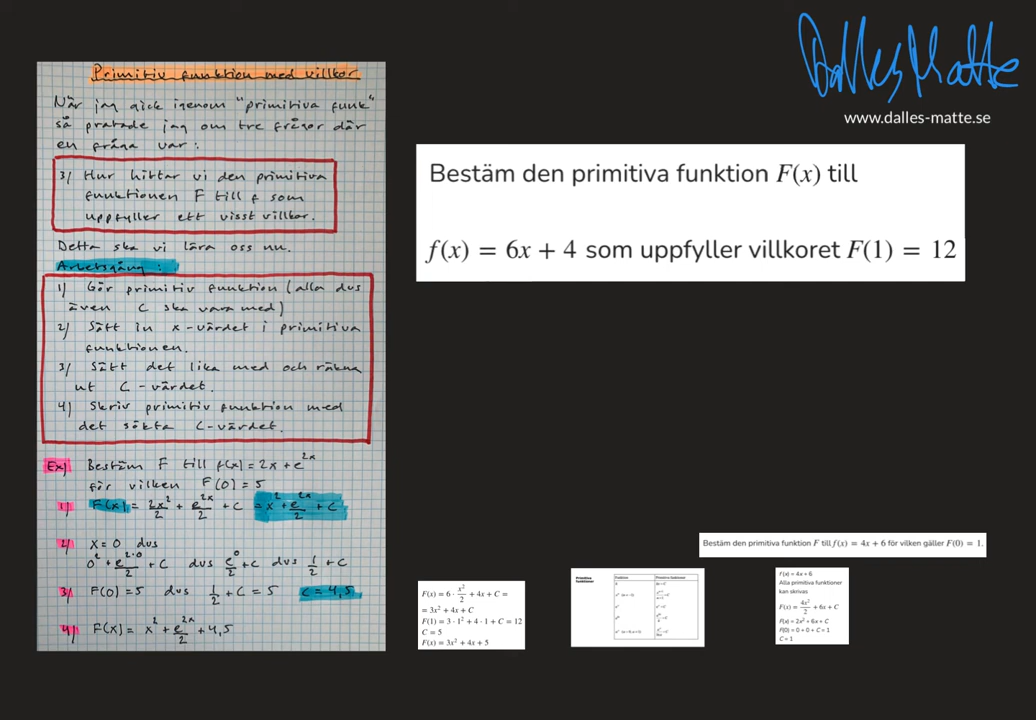 Primitiv funktion med villkor
När jag gick igenom "primitiva funk"
så pratade jag om tre frågor där
en fråga var:
3) Hur hittar vi den primitiva
funktionen F till f som
uppfyller ett visst villkor.
Detta ska vi lära oss nu.
Arbetsgång:
1) Gör primitiv funktion (alla dvs
även C ska vara med)
2) Sätt in x-värdet i primitiva
funktionen.
3) Sätt det lika med och räkna
ut C-värdet.
4) Skriv primitiv funktion med
det sökta C-värdet.
Ex) Bestäm F till f(x) = 2x + e^{2x}
för vilken F(0) = 5
1) F(x) = 2x²/2 + e^{2x}/2 + C = x² + e^{2x}/2 + C
2) x = 0 dvs
0² + e^{2·0}/2 + C dvs e⁰/2 + C dvs 1/2 + C
3) F(0) = 5 dvs 1/2 + C = 5 C = 4,5
4) F(x) = x² + e^{2x}/2 + 4,5
Dalles Matte
www.dalles-matte.se
Bestäm den primitiva funktion F(x) till
f(x) = 6x + 4 som uppfyller villkoret F(1) = 12
Bestäm den primitiva funktion F till f(x) = 4x + 6 för vilken gäller F(0) = 1.
F(x) = 6 · x²/2 + 4x + C =
= 3x² + 4x + C
F(1) = 3 · 1² + 4 · 1 + C = 12
C = 5
F(x) = 3x² + 4x + 5
Primitiva
funktioner
Funktion
Primitiva funktioner
f(x) = 4x + 6
Alla primitiva funktioner
kan skrivas
F(x) = 4x²/2 + 6x + C
F(x) = 2x² + 6x + C
F(0) = 0 + 0 + C = 1
C = 1